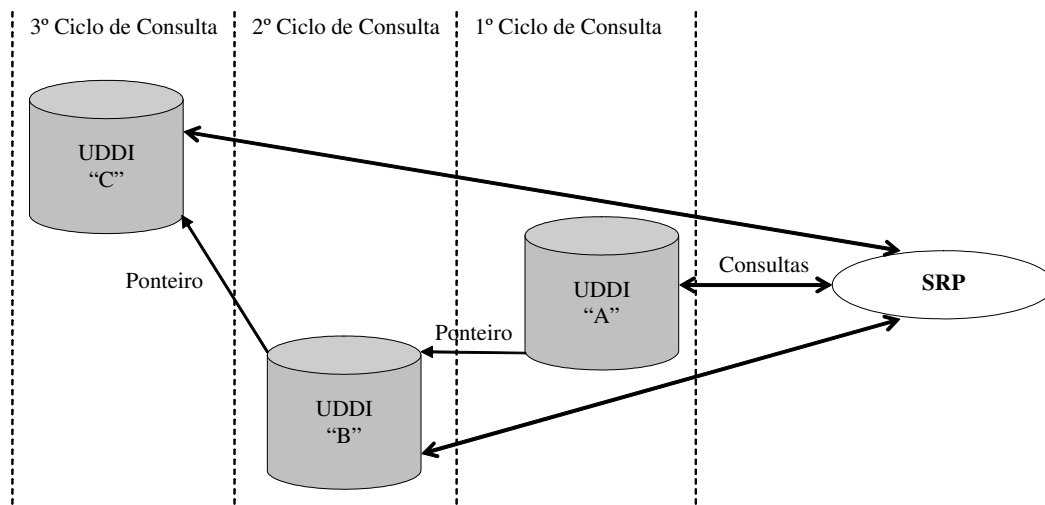 3º Ciclo de Consulta
2º Ciclo de Consulta
1º Ciclo de Consulta
UDDI
“C”
Ponteiro
UDDI
“B”
Ponteiro
UDDI
“A”
Consultas
SRP